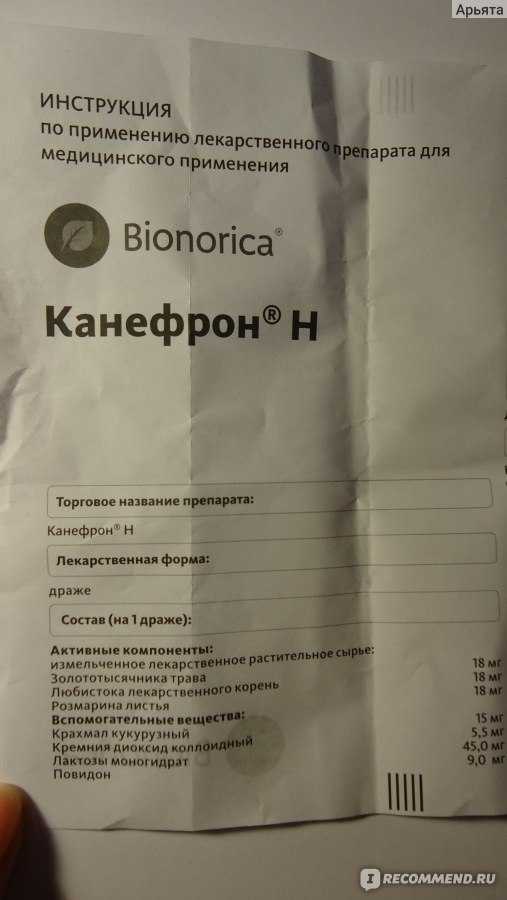 Арьята
ИНСТРУКЦИЯ
по применению лекарственного препарата для
медицинского применения
Bionorica®
Канефрон® Н
Торговое название препарата:
Канефрон® Н
Лекарственная форма:
драже
Состав (на 1 драже):
Активные компоненты:
измельченное лекарственное растительное сырье:
Золототысячника трава 18 мг
Любистока лекарственного корень 18 мг
Розмарина листья 18 мг
Вспомогательные вещества:
Крахмал кукурузный 15 мг
Кремния диоксид коллоидный 5,5 мг
Лактозы моногидрат 45,0 мг
Повидон 9,0 мг
IRECOMMEND.RU